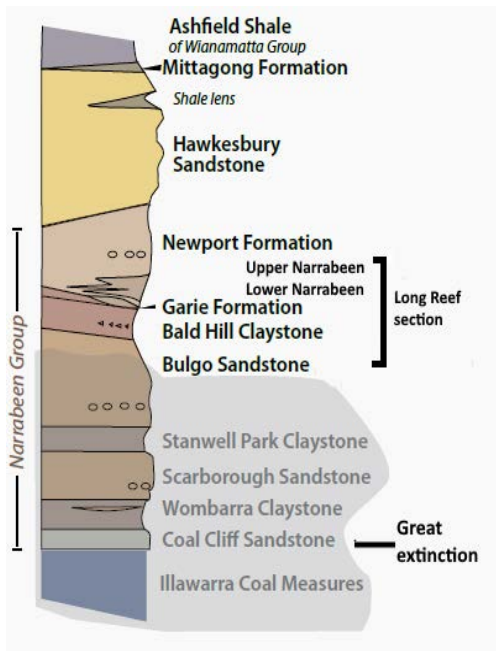 Ashfield Shale
of Wianamatta Group
Mittagong Formation
Shale lens
Hawkesbury
Sandstone
Newport Formation
Upper Narrabeen
Lower Narrabeen
Long Reef
section
Garie Formation
Bald Hill Claystone
Bulgo Sandstone
Narrabeen Group
Stanwell Park Claystone
Scarborough Sandstone
Wombarra Claystone
Coal Cliff Sandstone
Great
extinction
Illawarra Coal Measures